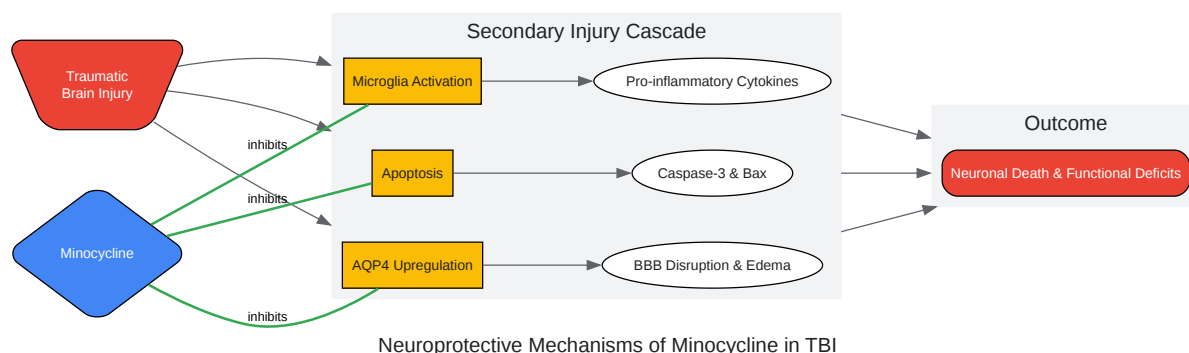 Secondary Injury Cascade
Traumatic
Brain Injury
Microglia Activation
Pro-inflammatory Cytokines
Outcome
inhibits
Apoptosis
Caspase-3 & Bax
Neuronal Death & Functional Deficits
inhibits
Minocycline
AQP4 Upregulation
BBB Disruption & Edema
inhibits
Neuroprotective Mechanisms of Minocycline in TBI